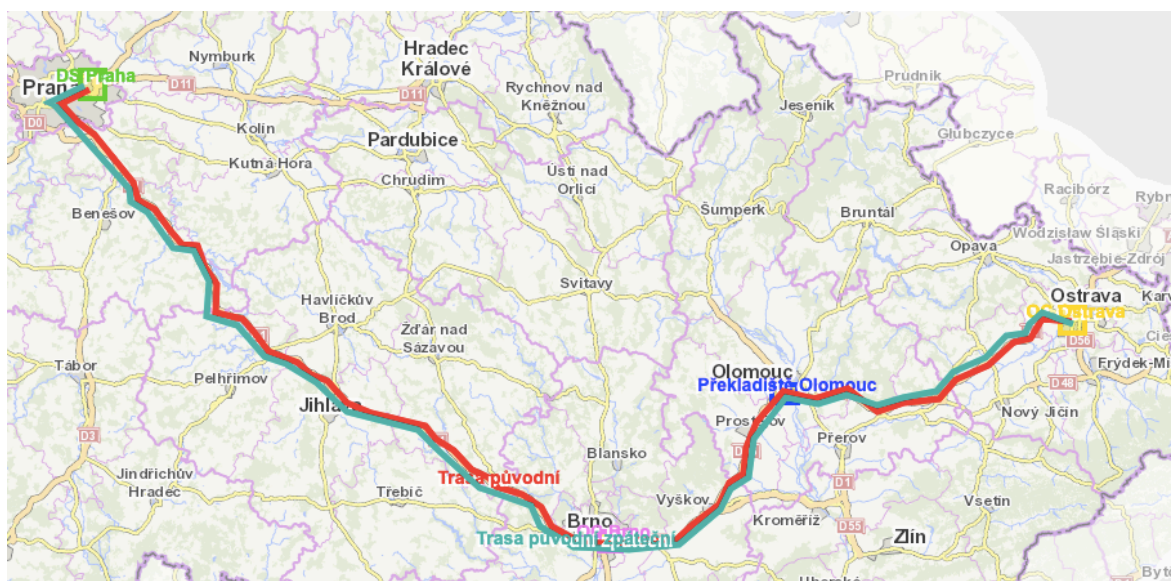 Nymburk
Hradec
Králové
Prudnik
DS Praha
D11
D11
Rychnov nad
Kněžnou
Jeseník
D0
Kolín
Głubczyce
Pardubice
Kutná Hora
Ústí nad
Orlicí
Chrudim
Racibórz
Benešov
Šumperk
Bruntál
Wodzisław Śląski
Opava
Jastrzębie-Zdrój
Svitavy
Ostrava
Havlíčkův
Brod
Žďár nad
Sázavou
OC Ostrava
D56
Tábor
Olomouc
Frýdek-Mí
Pelhřimov
Překladiště Olomouc
D48
Jihlava
Nový Jičín
Prostějov
Přerov
D3
Blansko
Jindřichův
Hradec
Trasa původní
D1
Třebíč
Vyškov
Vsetín
Kroměříž
D55
Brno
Trasa původní zpáteční
Zlín